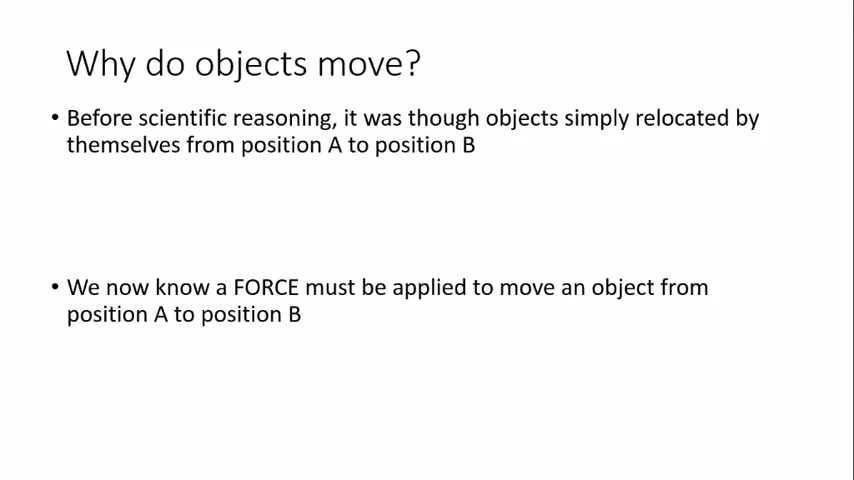 Why do objects move?
• Before scientific reasoning, it was though objects simply relocated by
themselves from position A to position B
• We now know a FORCE must be applied to move an object from
position A to position B